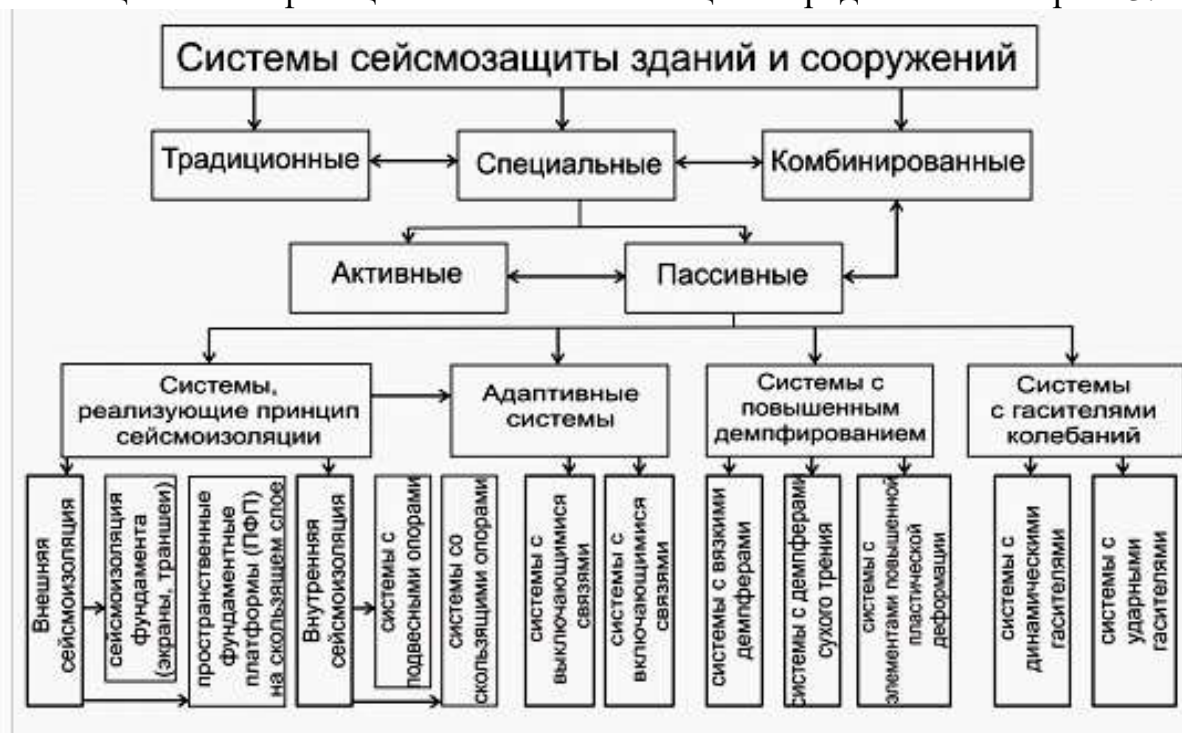 Системы сейсмозащиты зданий и сооружений
Традиционные
Специальные
Комбинированные
Активные
Пассивные
Системы,
реализующие принцип
сейсмоизоляции
Адаптивные
системы
Системы с
повышенным
демпфированием
Системы
с гасителями
колебаний
Внешняя
сейсмоизоляция
сейсмоизоляция
фундамента
(экраны, траншеи)
пространственные
фундаментные
платформы (ПФП)
на скользящем слое
Внутренняя
сейсмоизоляция
системы с
подвесными опорами
системы со
скользящими опорами
системы с
выключающимися
связями
системы с
включающимися
связями
системы с вязкими
демпферами
системы с демпферами
сухого трения
системы с
элементами повышенной
пластической
деформации
системы с
динамическими
гасителями
системы с
ударными
гасителями